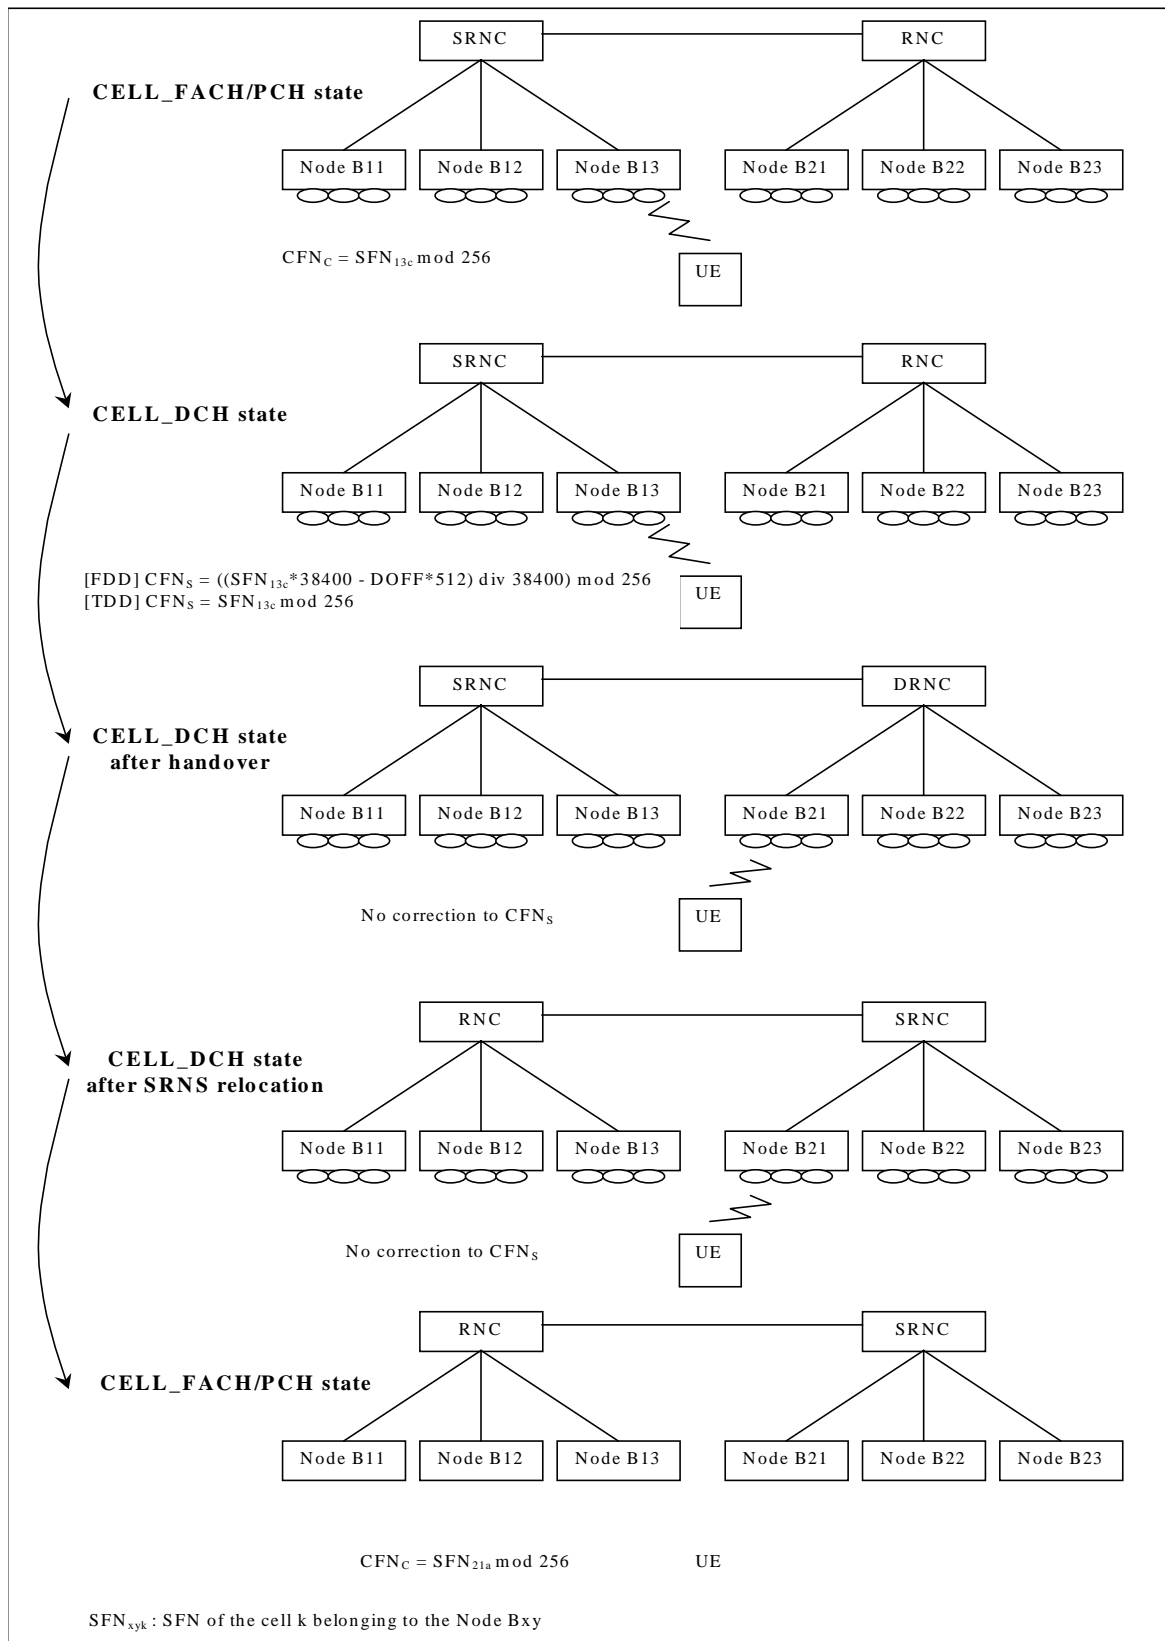 SRNC RNC
CELL_FACH/PCH state
Node B11 Node B12 Node B13 Node B21 Node B22 Node B23
CFN_C = SFN_13c mod 256
UE
SRNC RNC
CELL_DCH state
Node B11 Node B12 Node B13 Node B21 Node B22 Node B23
[FDD] CFN_S = ((SFN_13c*38400 - DOFF*512) div 38400) mod 256
[TDD] CFN_S = SFN_13c mod 256
UE
SRNC DRNC
CELL_DCH state
after handover
Node B11 Node B12 Node B13 Node B21 Node B22 Node B23
No correction to CFN_S
UE
RNC SRNC
CELL_DCH state
after SRNS relocation
Node B11 Node B12 Node B13 Node B21 Node B22 Node B23
No correction to CFN_S
UE
RNC SRNC
CELL_FACH/PCH state
Node B11 Node B12 Node B13 Node B21 Node B22 Node B23
CFN_C = SFN_21a mod 256 UE
SFN_xyk : SFN of the cell k belonging to the Node Bxy